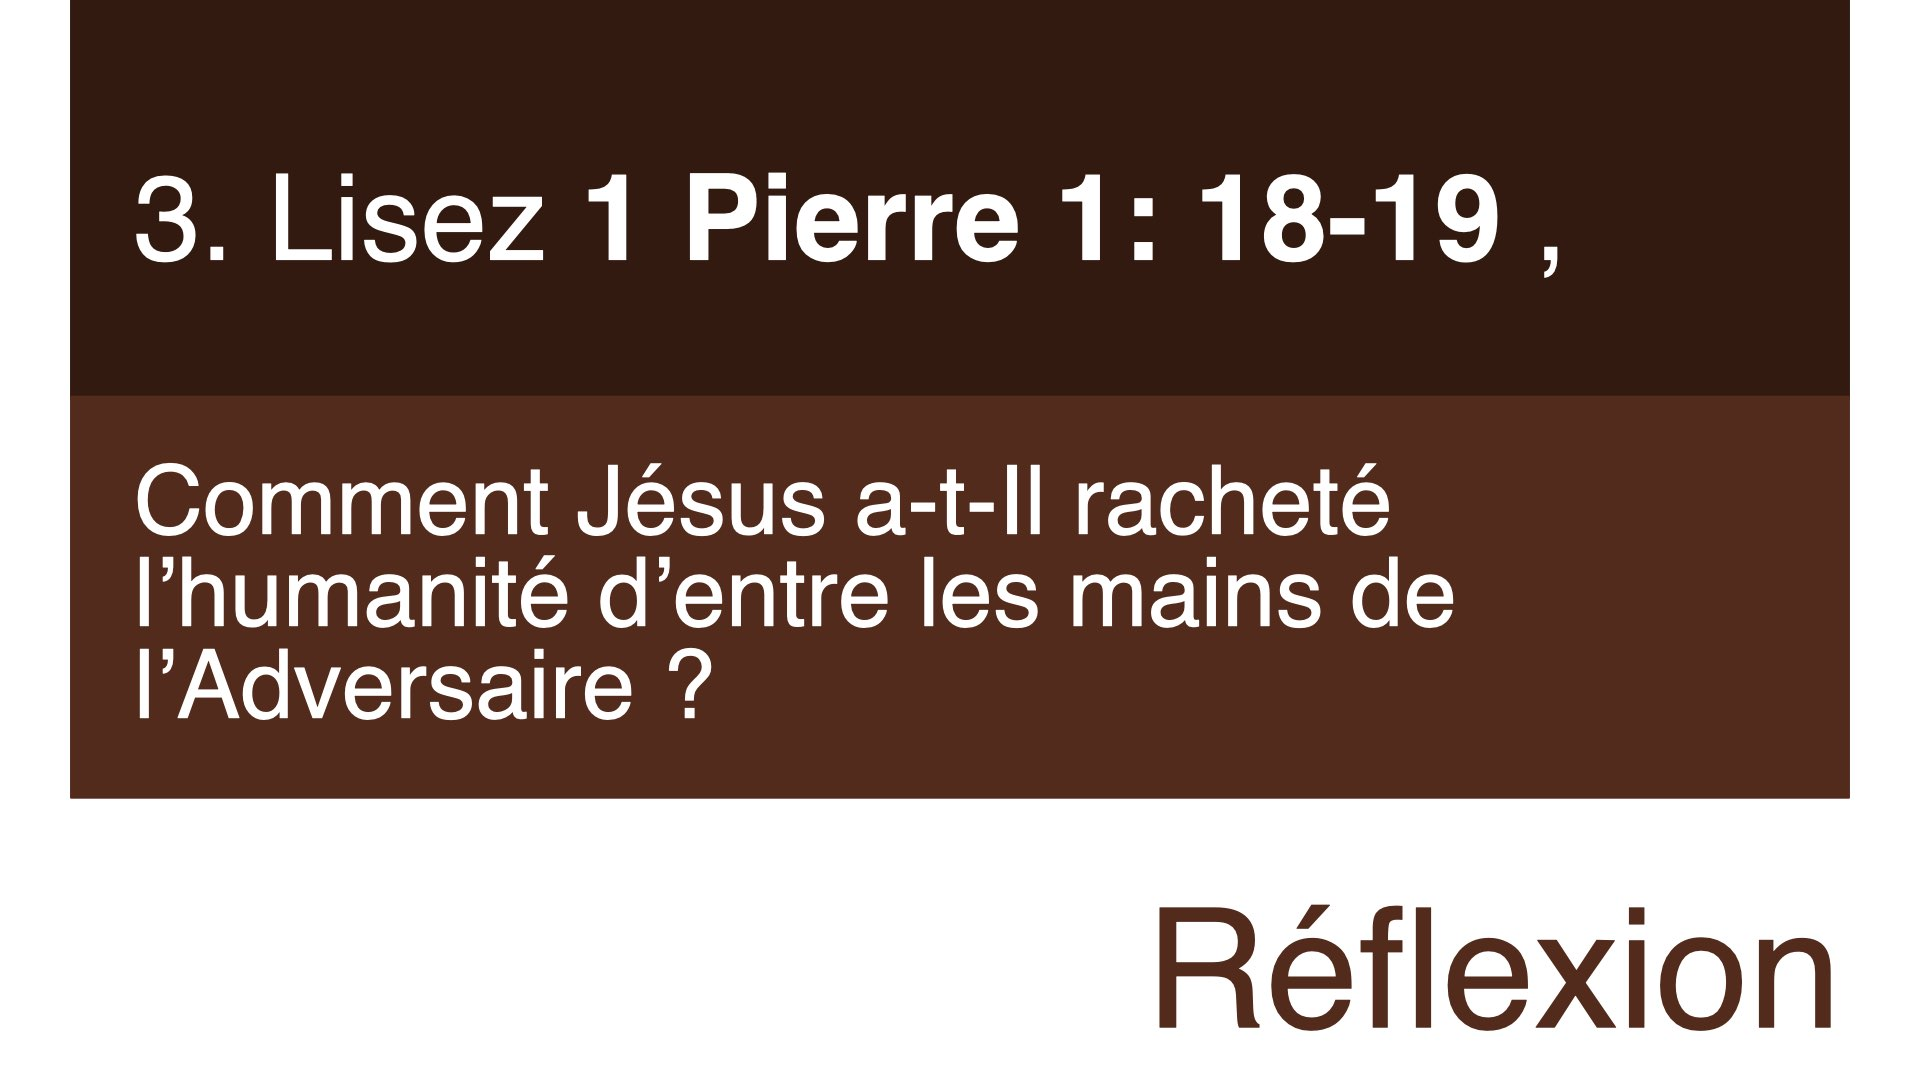 3. Lisez 1 Pierre 1: 18-19 ,
Comment Jésus a-t-Il racheté
l’humanité d’entre les mains de
l’Adversaire ?
Réflexion